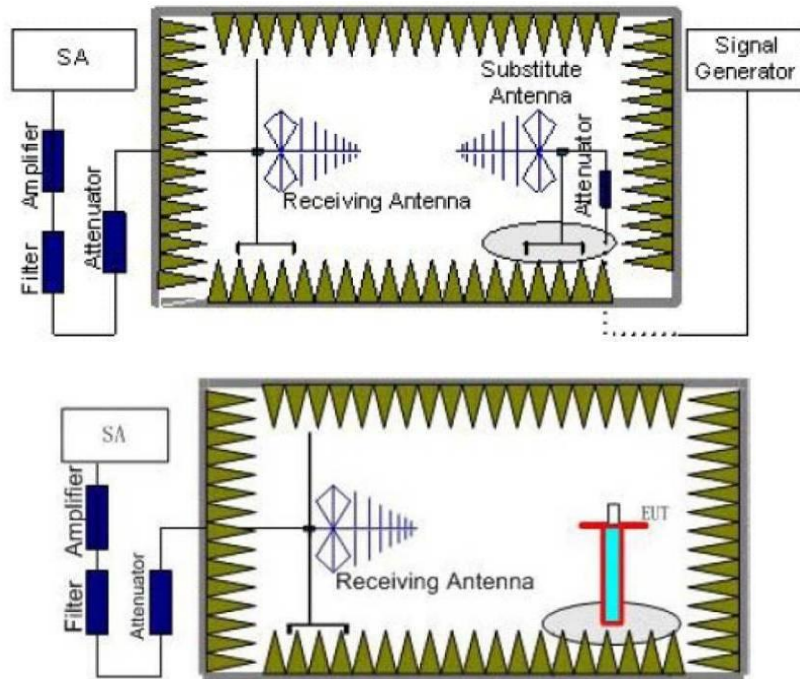 SA
Signal
Generator
Substitute
Antenna
Amplifier
Attenuator
Attenuator
Receiving Antenna
Filter
SA
Amplifier
EUT
Receiving Antenna
Filter
Attenuator